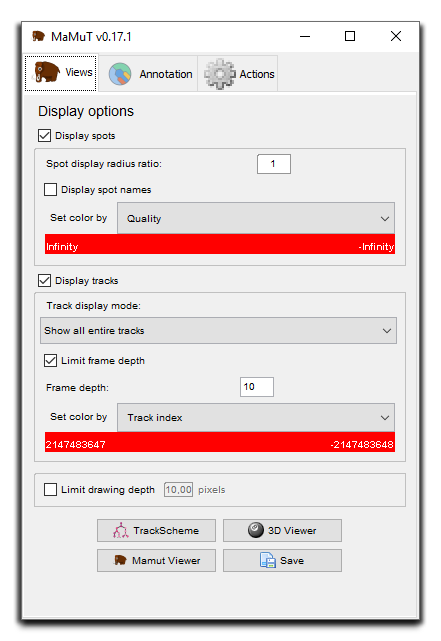 MaMuT v0.17.1
Views Annotation Actions
Display options
Display spots
Spot display radius ratio: 1
Display spot names
Set color by Quality
Infinity -Infinity
Display tracks
Track display mode:
Show all entire tracks
Limit frame depth
Frame depth: 10
Set color by Track index
2147483647 -2147483648
Limit drawing depth 10,00 pixels
TrackScheme 3D Viewer
Mamut Viewer Save